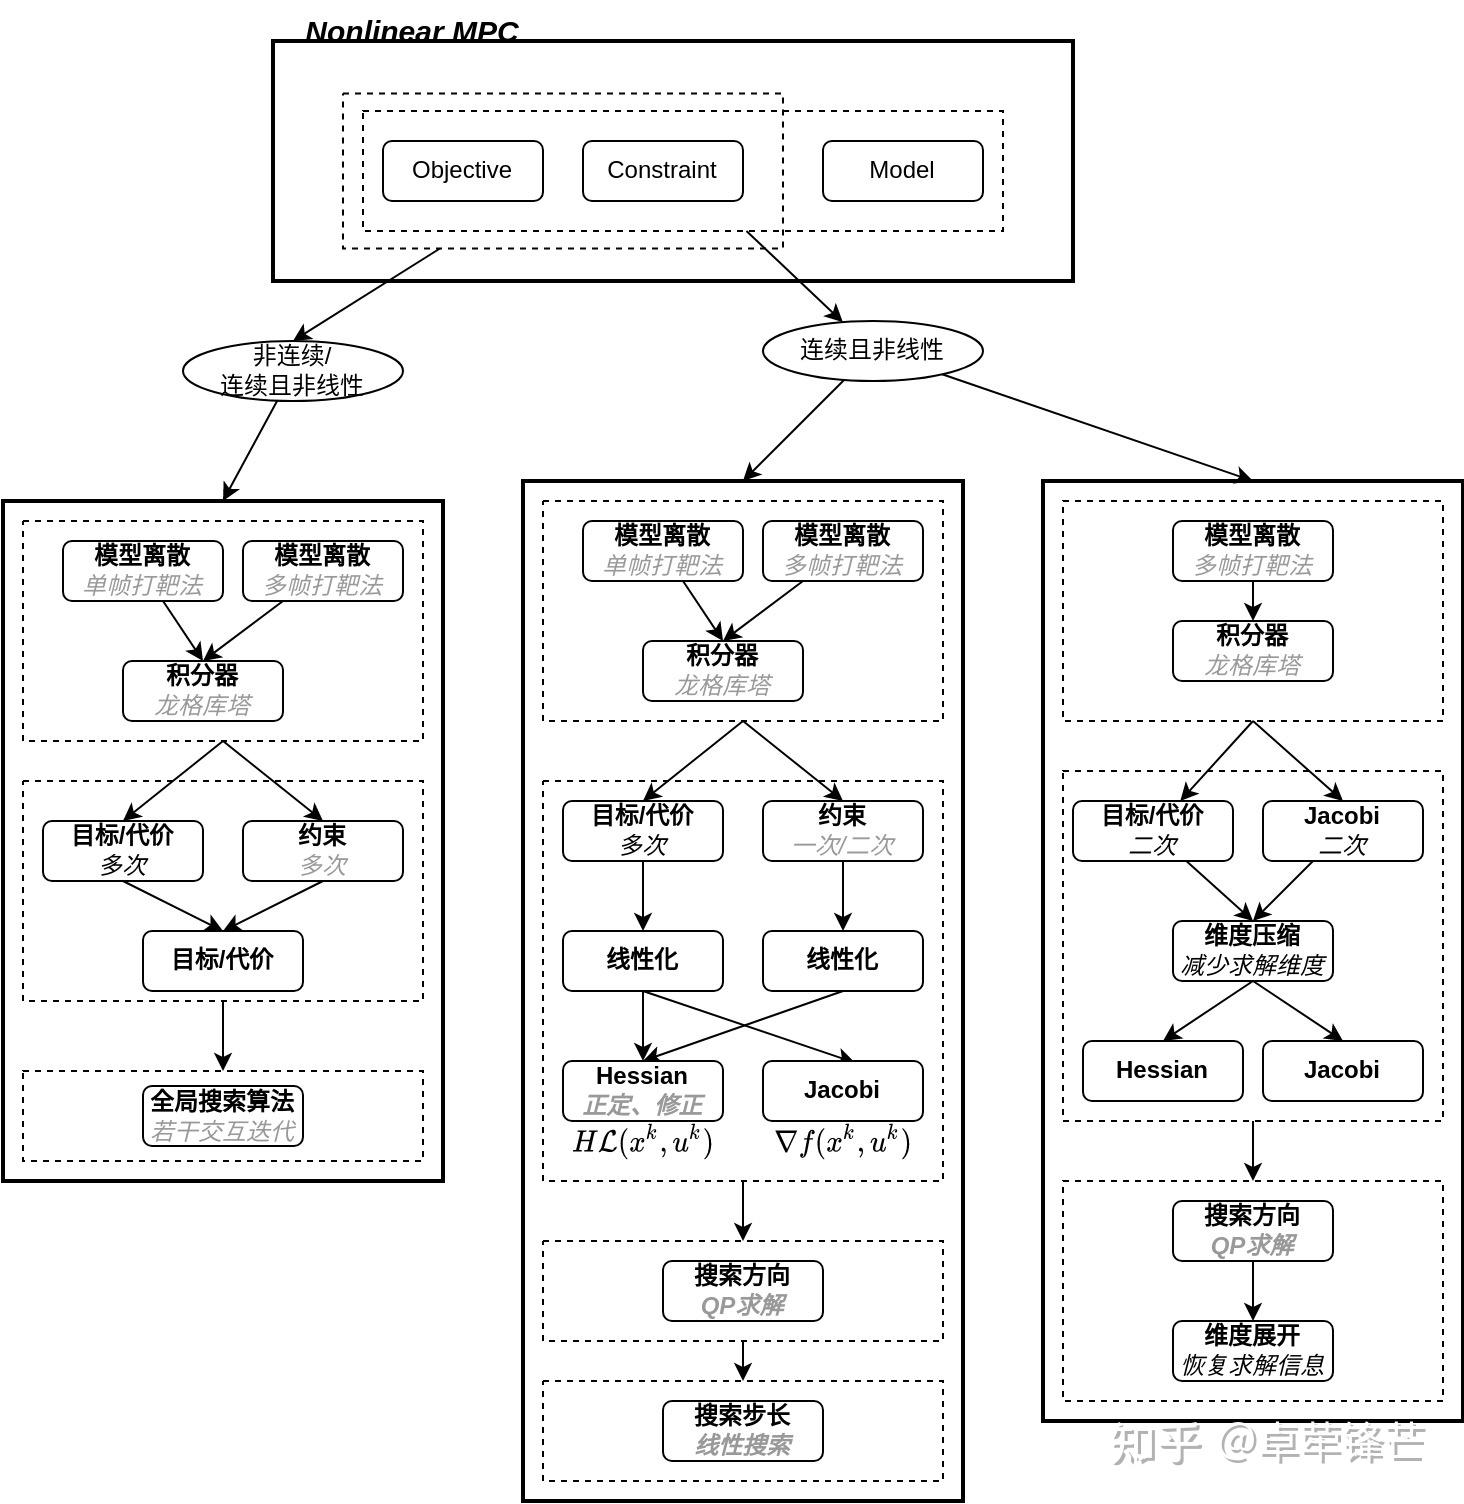 Nonlinear MPC
Objective
Constraint
Model
非连续/
连续且非线性
连续且非线性
模型离散
单帧打靶法
模型离散
多帧打靶法
积分器
龙格库塔
目标/代价
多次
约束
多次
目标/代价
全局搜索算法
若干交互迭代
模型离散
单帧打靶法
模型离散
多帧打靶法
积分器
龙格库塔
目标/代价
多次
约束
一次/二次
线性化
线性化
Hessian
正定、修正
Jacobi
$H\mathcal{L}(x^k, u^k)$
$\nabla f(x^k, u^k)$
搜索方向
QP求解
搜索步长
线性搜索
模型离散
多帧打靶法
积分器
龙格库塔
目标/代价
二次
Jacobi
二次
维度压缩
减少求解维度
Hessian
Jacobi
搜索方向
QP求解
维度展开
恢复求解信息
知乎 @卓荦锋芒